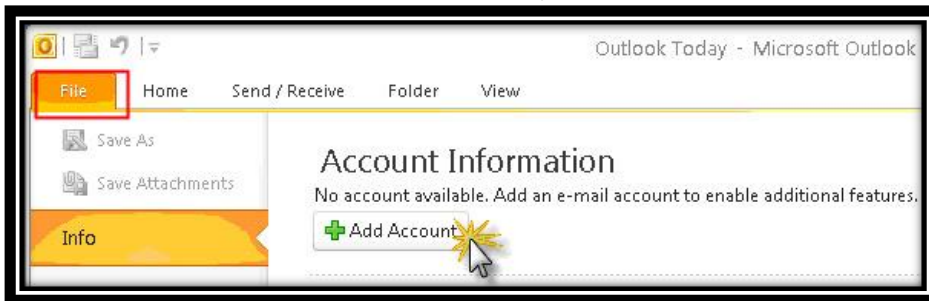 Outlook Today - Microsoft Outlook
File Home Send / Receive Folder View
Save As
Save Attachments
Info
Account Information
No account available. Add an e-mail account to enable additional features.
Add Account